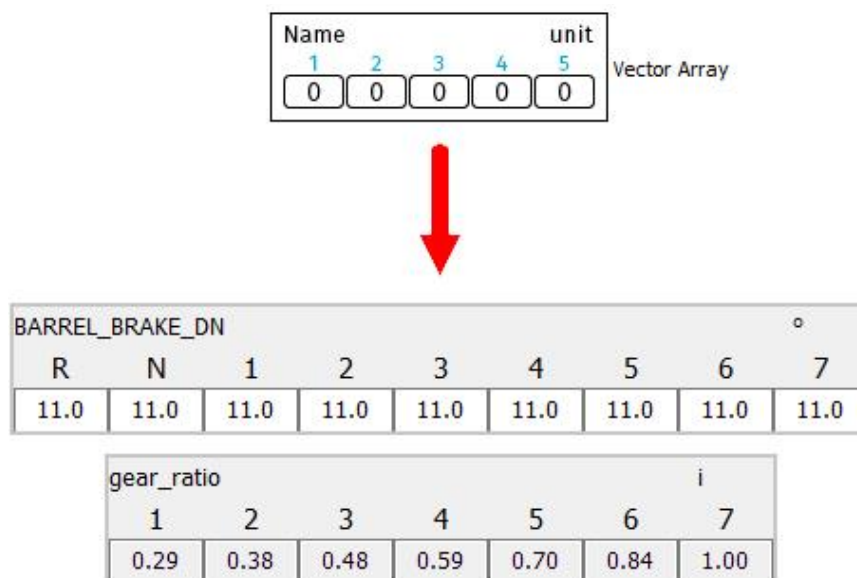 Name unit
1 2 3 4 5
0 0 0 0 0
Vector Array
BARREL_BRAKE_DN °
R N 1 2 3 4 5 6 7
11.0 11.0 11.0 11.0 11.0 11.0 11.0 11.0 11.0
gear_ratio i
1 2 3 4 5 6 7
0.29 0.38 0.48 0.59 0.70 0.84 1.00